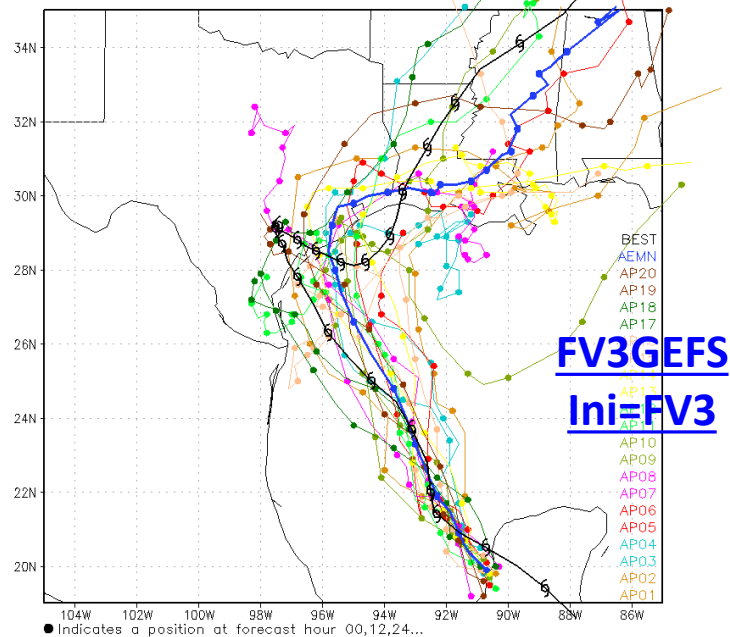 34N
32N
30N
28N
26N
24N
22N
20N
104W 102W 100W 98W 96W 94W 92W 90W 88W 86W
BEST
AEMN
AP20
AP19
AP18
AP17
FV3GEFS
Ini=FV3
AP10
AP09
AP08
AP07
AP06
AP05
AP04
AP03
AP02
AP01
Indicates a position at forecast hour 00,12,24...